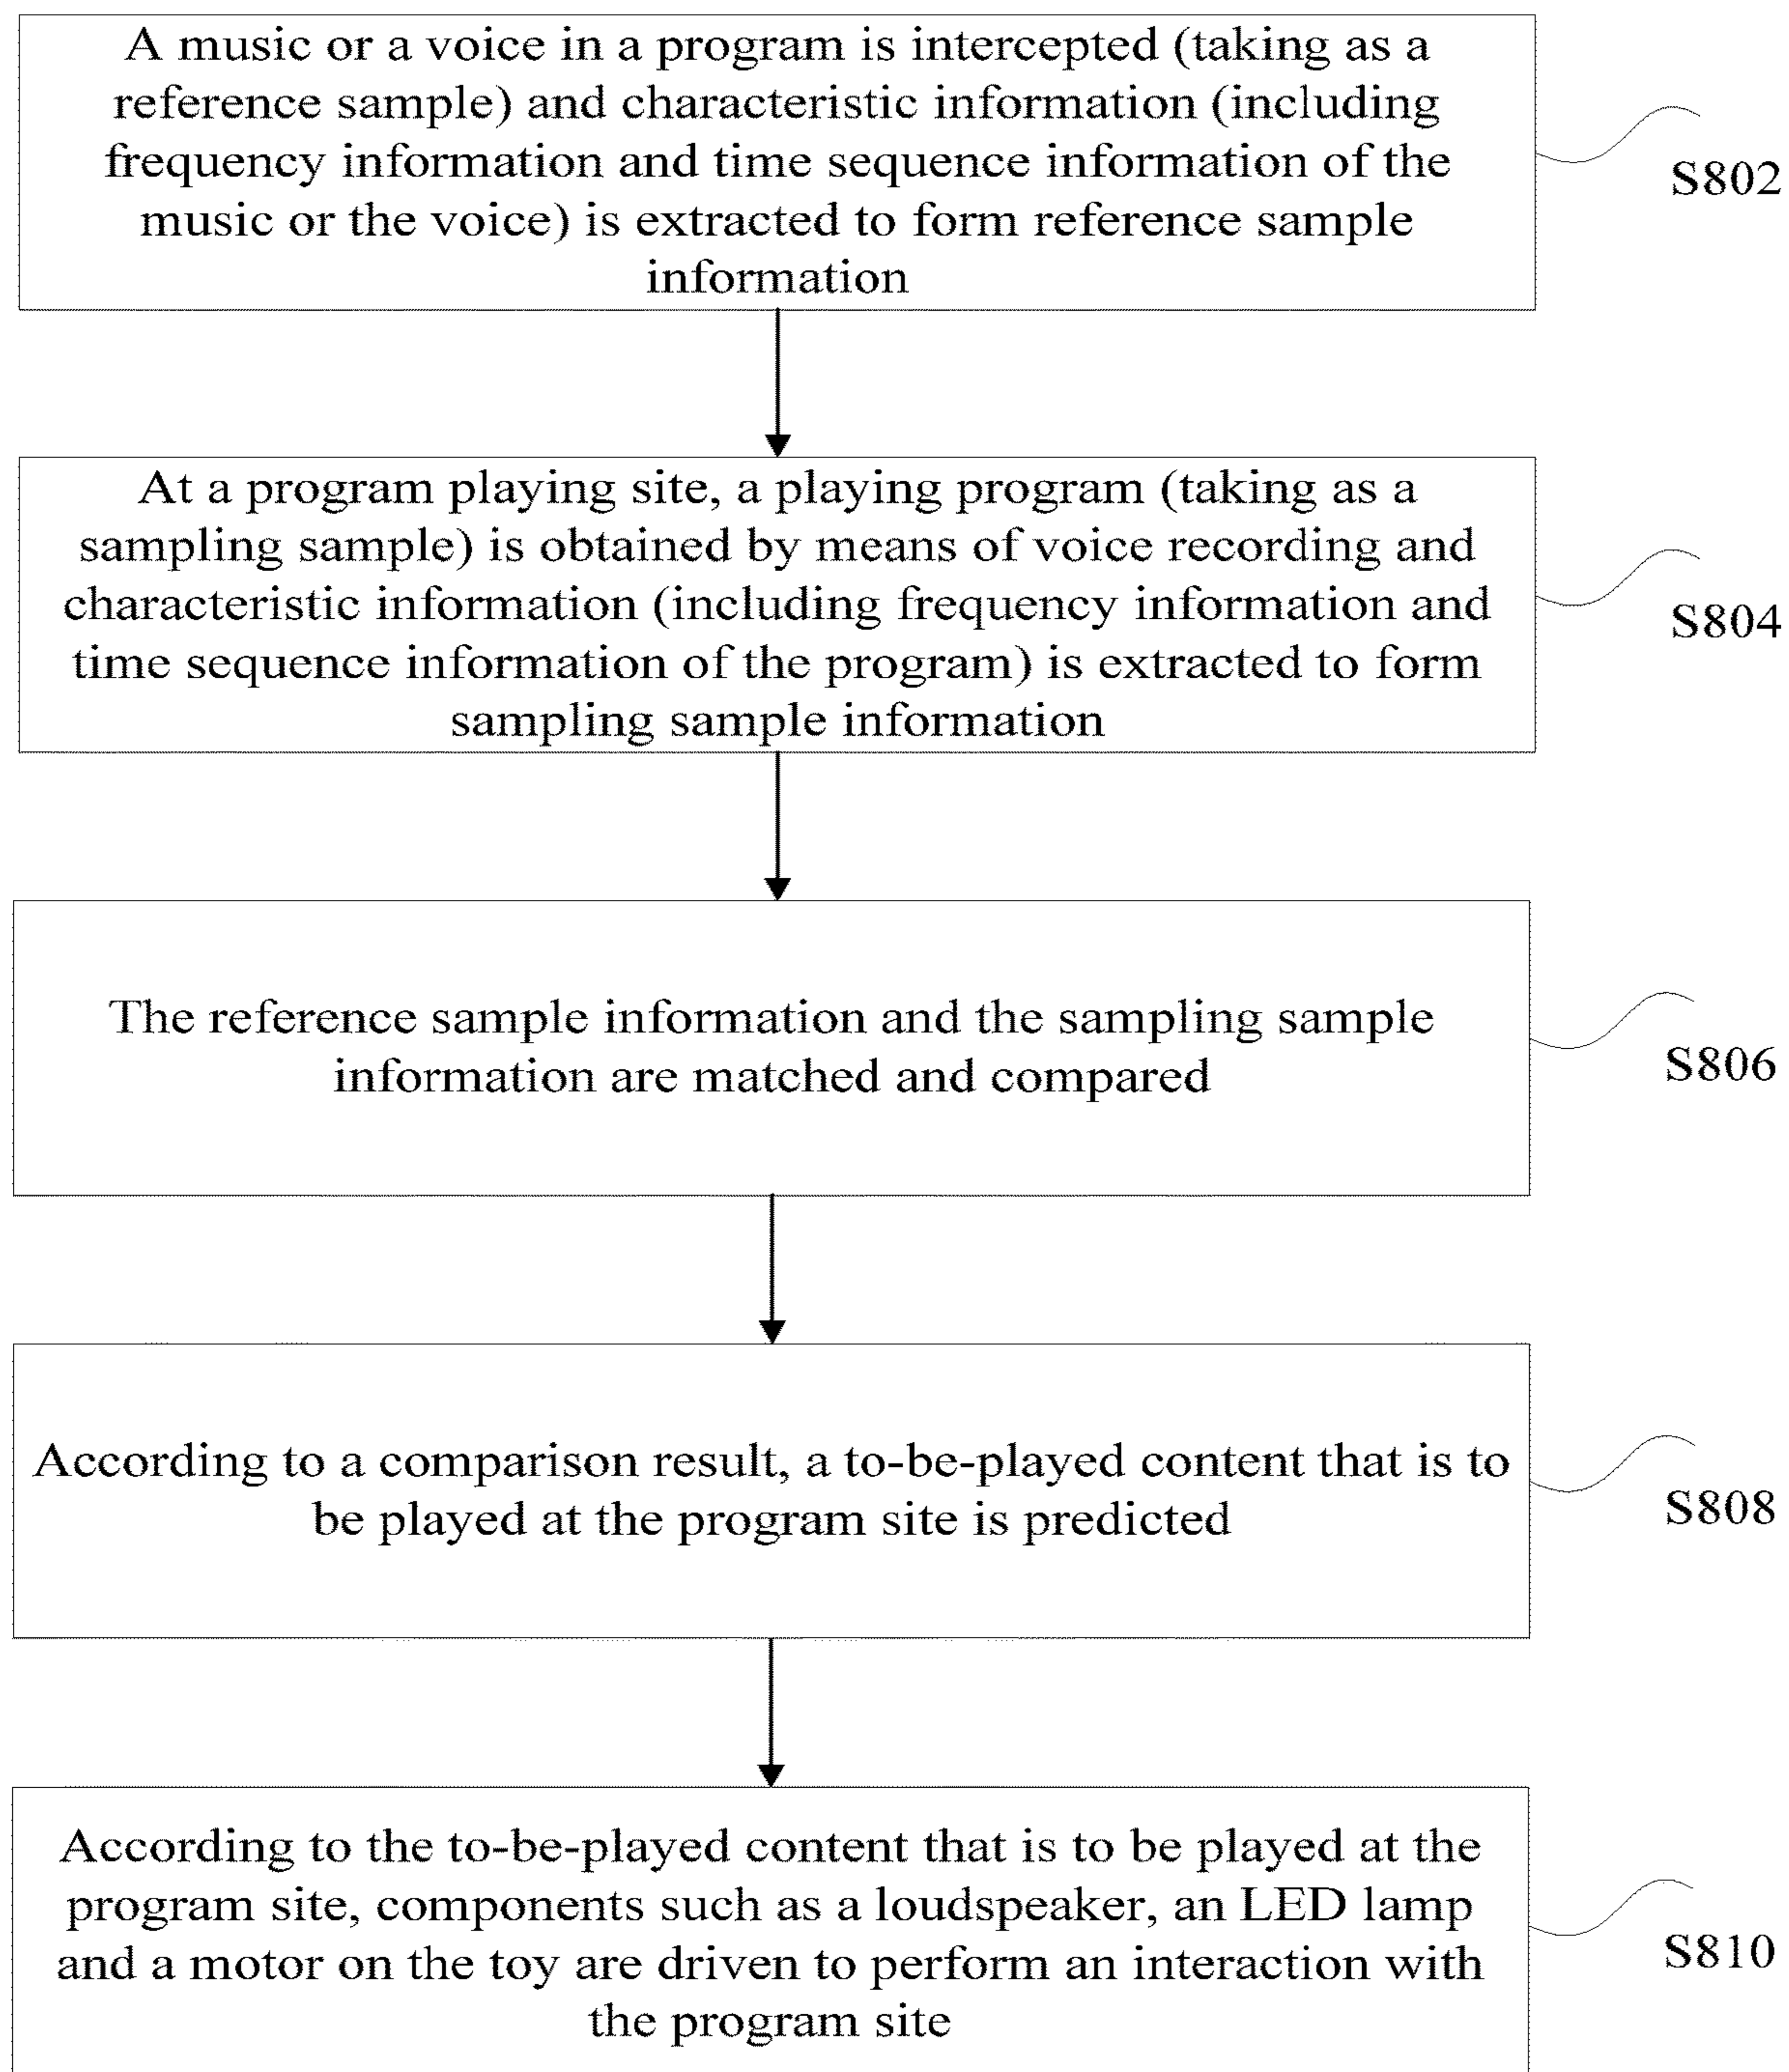 A music or a voice in a program is intercepted (taking as a
reference sample) and characteristic information (including
frequency information and time sequence information of the
music or the voice) is extracted to form reference sample
information
S802
At a program playing site, a playing program (taking as a
sampling sample) is obtained by means of voice recording and
characteristic information (including frequency information and
time sequence information of the program) is extracted to form
sampling sample information
S804
The reference sample information and the sampling sample
information are matched and compared
S806
According to a comparison result, a to-be-played content that is to
be played at the program site is predicted
S808
According to the to-be-played content that is to be played at the
program site, components such as a loudspeaker, an LED lamp
and a motor on the toy are driven to perform an interaction with
the program site
S810